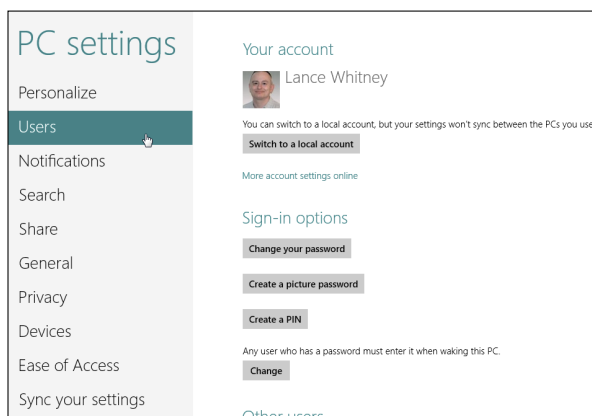 PC settings
Personalize
Users
Notifications
Search
Share
General
Privacy
Devices
Ease of Access
Sync your settings
Your account
Lance Whitney
You can switch to a local account, but your settings won't sync between the PCs you use
Switch to a local account
More account settings online
Sign-in options
Change your password
Create a picture password
Create a PIN
Any user who has a password must enter it when waking this PC.
Change
Other users